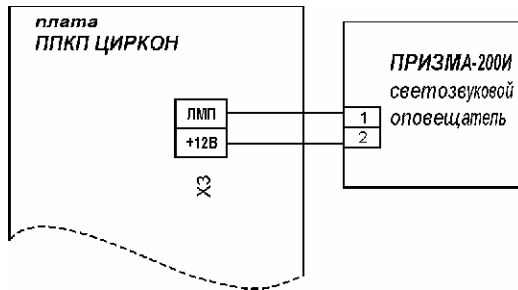 плата
ППКП ЦИРКОН
ЛМП
+12В
Х3
ПРИЗМА-200И
светозвуковой
оповещатель
1
2